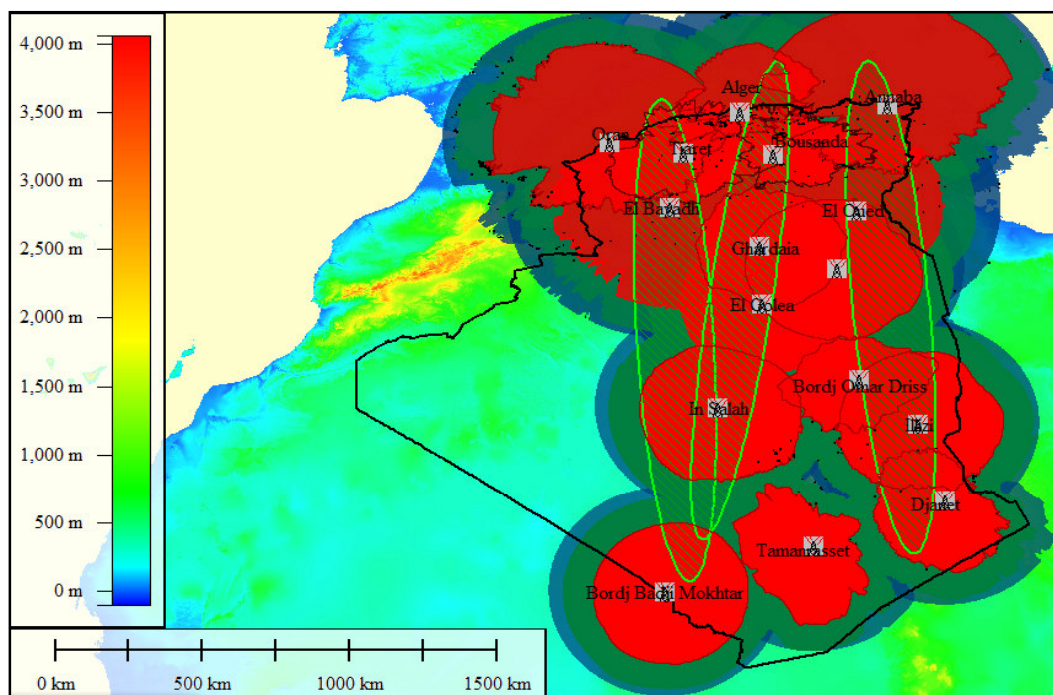 4,000 m
3,500 m
3,000 m
2,500 m
2,000 m
1,500 m
1,000 m
500 m
0 m
Alger
Annaba
Oran
Tiaret
Bousaada
El Bayadh
El Oued
Ghardaia
El Golea
Bordj Omar Driss
In Salah
Illizi
Djanet
Tamanrasset
Bordj Badji Mokhtar
0 km
500 km
1000 km
1500 km